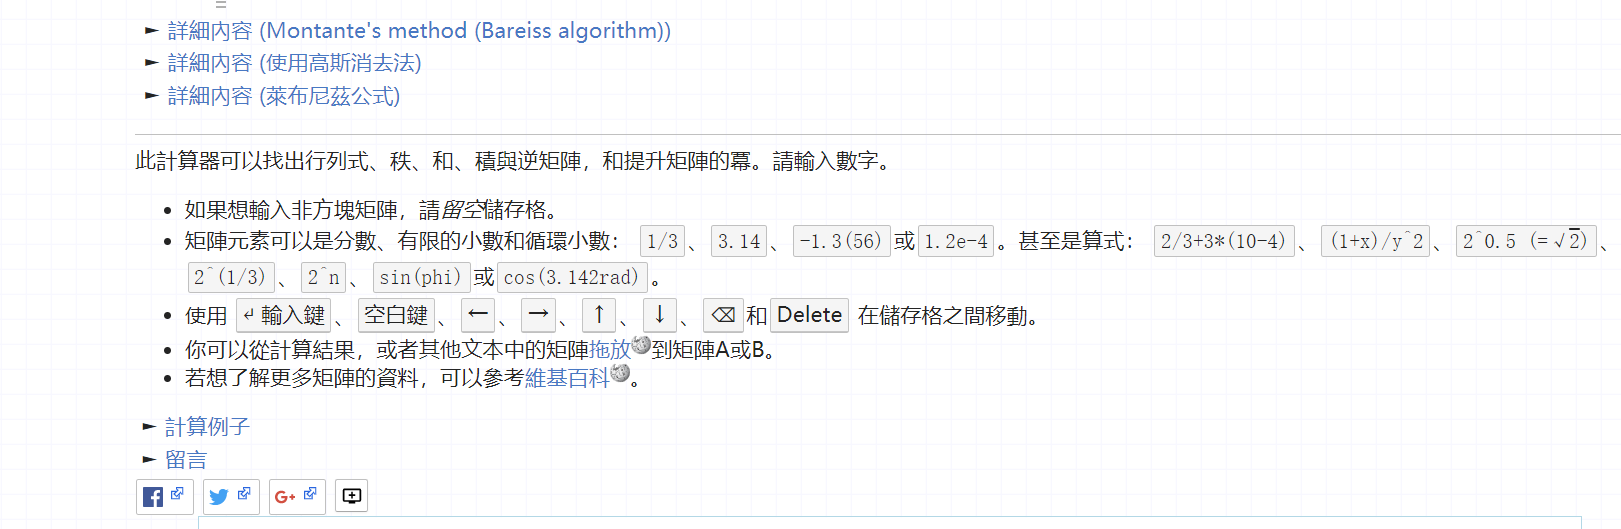 =
► 詳細內容 (Montante's method (Bareiss algorithm))
► 詳細內容 (使用高斯消去法)
► 詳細內容 (萊布尼茲公式)
此計算器可以找出行列式、秩、和、積與逆矩陣，和提升矩陣的冪。請輸入數字。
• 如果想輸入非方塊矩陣，請留空儲存格。
• 矩陣元素可以是分數、有限的小數和循環小數： 1/3 、 3.14 、 -1.3(56) 或 1.2e-4 。甚至是算式： 2/3+3*(10-4) 、 (1+x)/y^2 、 2^0.5 (=√2) 、
2^(1/3) 、 2^n 、 sin(phi) 或 cos(3.142rad) 。
• 使用 ↵ 輸入鍵 、 空白鍵 、 ← 、 → 、 ↑ 、 ↓ 、 ⌫ 和 Delete 在儲存格之間移動。
• 你可以從計算結果，或者其他文本中的矩陣拖放到矩陣A或B。
• 若想了解更多矩陣的資料，可以參考維基百科。
► 計算例子
► 留言
G+